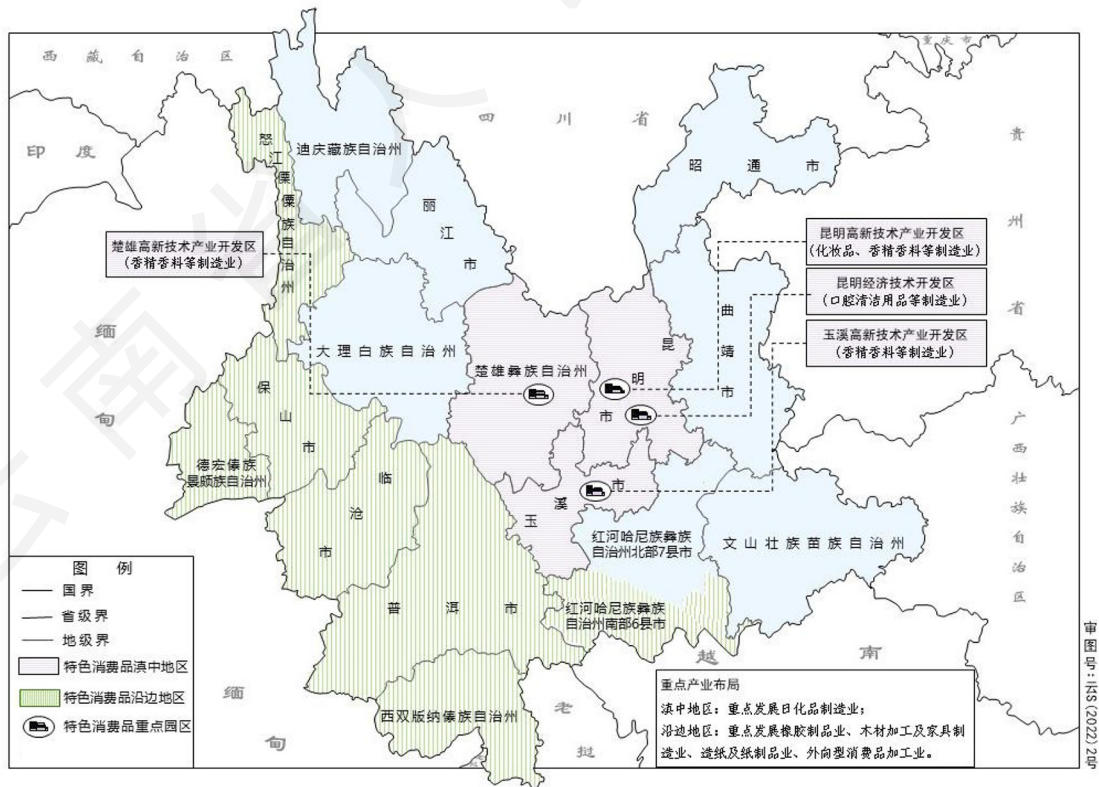 西藏自治区
重庆市
四川省
贵州省
印度
怒江傈僳族自治州
迪庆藏族自治州
丽江市
昭通市
楚雄高新技术产业开发区
(香精香料等制造业)
昆明高新技术产业开发区
(化妆品、香精香料等制造业)
昆明经济技术开发区
(口腔清洁用品等制造业)
玉溪高新技术产业开发区
(香精香料等制造业)
缅甸
大理白族自治州
楚雄彝族自治州
昆明市
曲靖市
保山市
德宏傣族
景颇族自治州
临沧市
玉溪市
红河哈尼族彝族
自治州北部7县市
文山壮族苗族自治州
广西壮族自治区
普洱市
红河哈尼族彝族
自治州南部6县市
西双版纳傣族自治州
缅甸
老挝
越南
图例
国界
省级界
地级界
特色消费品滇中地区
特色消费品沿边地区
特色消费品重点园区
重点产业布局
滇中地区：重点发展日化品制造业；
沿边地区：重点发展橡胶制品业、木材加工及家具制
造业、造纸及纸制品业、外向型消费品加工业。